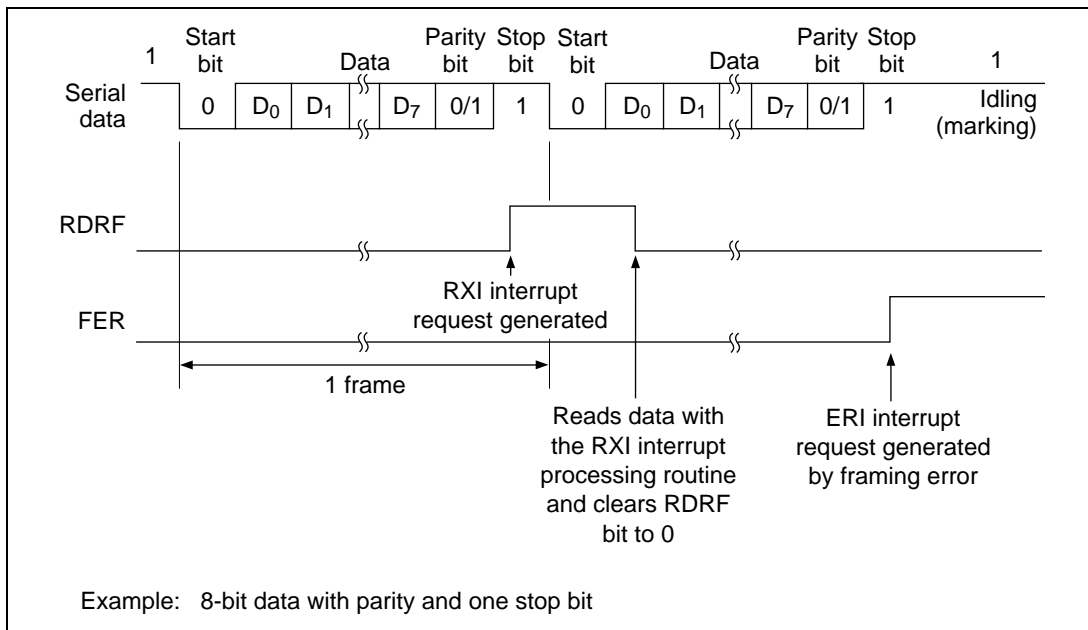 1 Start bit Data Parity bit Stop bit Start bit Data Parity bit Stop bit 1
Serial data 0 D0 D1 D7 0/1 1 0 D0 D1 D7 0/1 1 Idling (marking)
RDRF
RXI interrupt
request generated
FER
1 frame
Reads data with
the RXI interrupt
processing routine
and clears RDRF
bit to 0
ERI interrupt
request generated
by framing error
Example: 8-bit data with parity and one stop bit